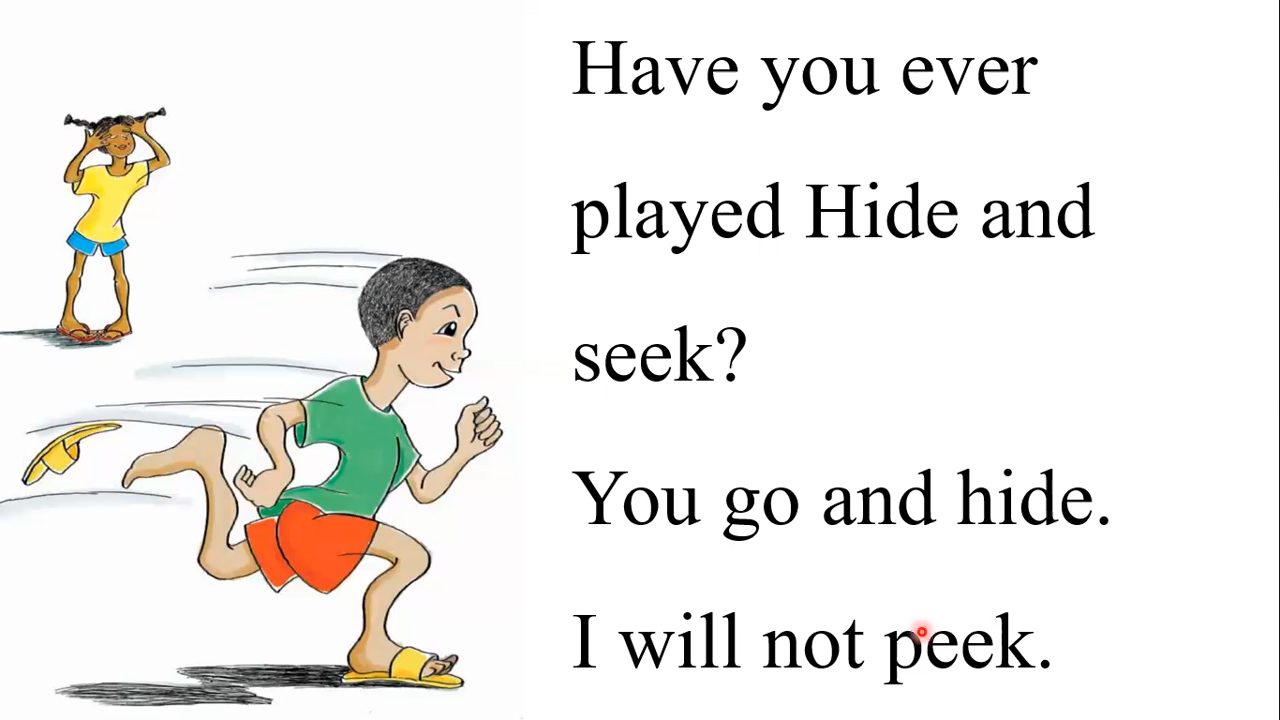 Have you ever
played Hide and
seek?
You go and hide.
I will not peek.